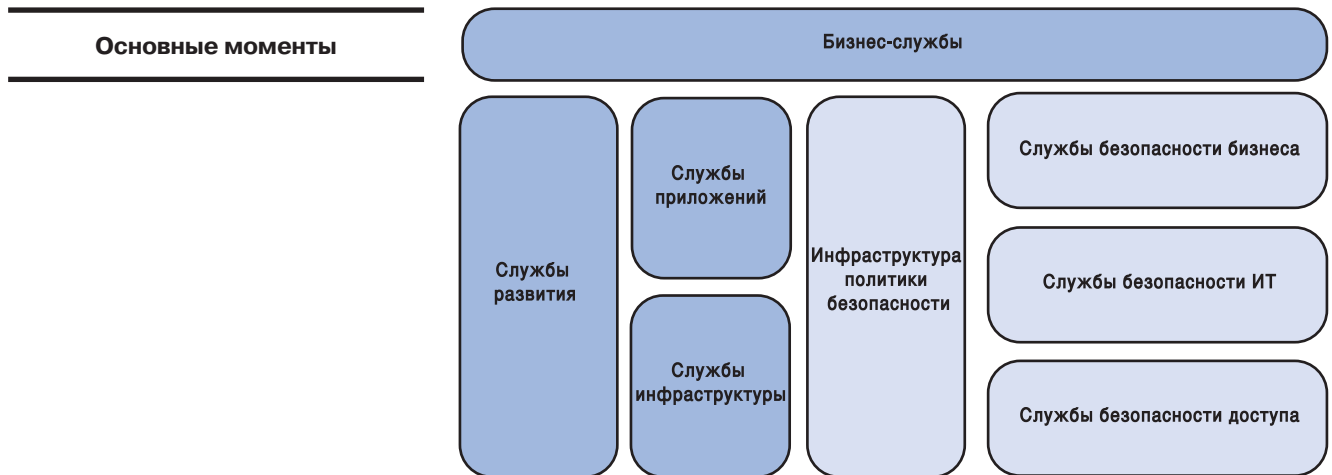 Основные моменты
Бизнес-службы
Службы
развития
Службы
приложений
Службы
инфраструктуры
Инфраструктура
политики
безопасности
Службы безопасности бизнеса
Службы безопасности ИТ
Службы безопасности доступа